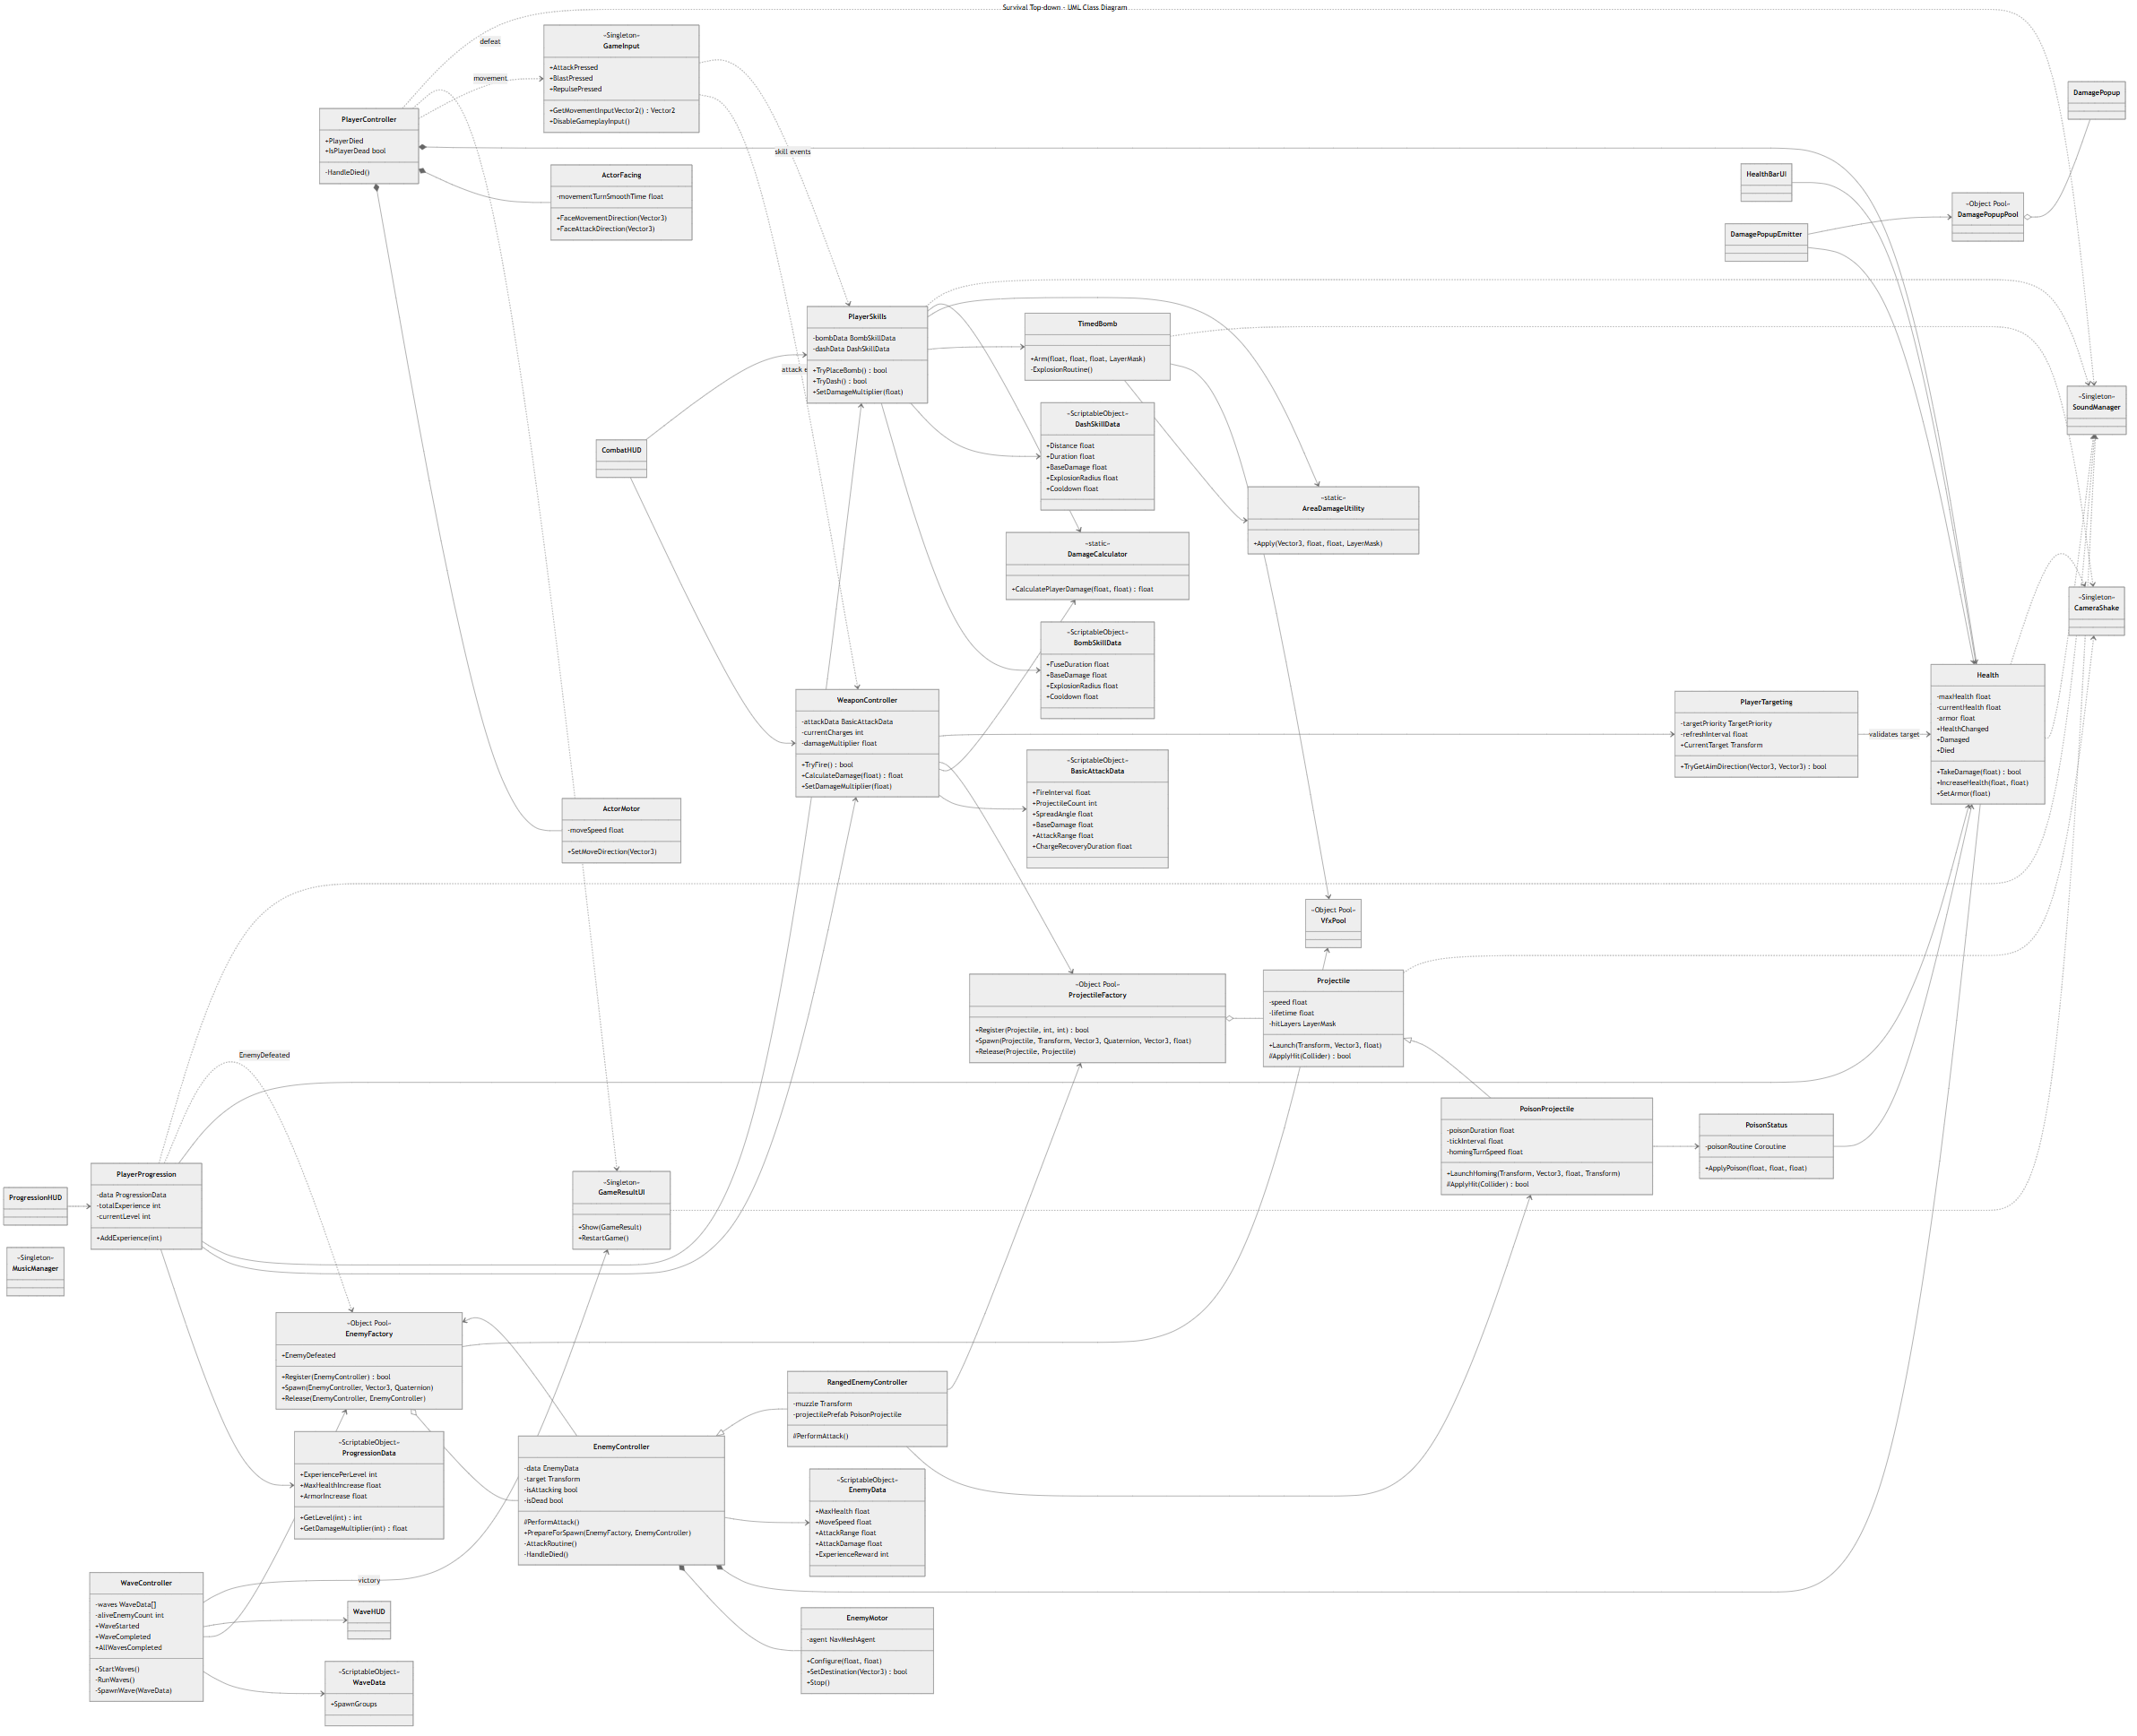 Survival Top-down - UML Class Diagram
defeat
movement
«Singleton»
GameInput
+AttackPressed
+BlastPressed
+RepulsePressed
+GetMovementInputVector2() : Vector2
+DisableGameplayInput()
PlayerController
+PlayerDied
+IsPlayerDead bool
-HandleDied()
skill events
ActorFacing
-movementTurnSmoothTime float
+FaceMovementDirection(Vector3)
+FaceAttackDirection(Vector3)
DamagePopup
HealthBarUI
«Object Pool»
DamagePopupPool
DamagePopupEmitter
PlayerSkills
-bombData BombSkillData
-dashData DashSkillData
+TryPlaceBomb() : bool
+TryDash() : bool
+SetDamageMultiplier(float)
attack e
TimedBomb
+Arm(float, float, float, LayerMask)
-ExplosionRoutine()
«Singleton»
SoundManager
CombatHUD
«ScriptableObject»
DashSkillData
+Distance float
+Duration float
+BaseDamage float
+ExplosionRadius float
+Cooldown float
«static»
AreaDamageUtility
+Apply(Vector3, float, float, LayerMask)
«static»
DamageCalculator
+CalculatePlayerDamage(float, float) : float
«Singleton»
CameraShake
«ScriptableObject»
BombSkillData
+FuseDuration float
+BaseDamage float
+ExplosionRadius float
+Cooldown float
WeaponController
-attackData BasicAttackData
-currentCharges int
-damageMultiplier float
+TryFire() : bool
+CalculateDamage(float) : float
+SetDamageMultiplier(float)
PlayerTargeting
-targetPriority TargetPriority
-refreshInterval float
+CurrentTarget Transform
+TryGetAimDirection(Vector3, Vector3) : bool
validates target
Health
-maxHealth float
-currentHealth float
-armor float
+HealthChanged
+Damaged
+Died
+TakeDamage(float) : bool
+IncreaseHealth(float, float)
+SetArmor(float)
«ScriptableObject»
BasicAttackData
+FireInterval float
+ProjectileCount int
+SpreadAngle float
+BaseDamage float
+AttackRange float
+ChargeRecoveryDuration float
ActorMotor
-moveSpeed float
+SetMoveDirection(Vector3)
«Object Pool»
VfxPool
«Object Pool»
ProjectileFactory
+Register(Projectile, int, int) : bool
+Spawn(Projectile, Transform, Vector3, Quaternion, Vector3, float)
+Release(Projectile, Projectile)
Projectile
-speed float
-lifetime float
-hitLayers LayerMask
+Launch(Transform, Vector3, float)
#ApplyHit(Collider) : bool
EnemyDefeated
PoisonProjectile
-poisonDuration float
-tickInterval float
-homingTurnSpeed float
+LaunchHoming(Transform, Vector3, float, Transform)
#ApplyHit(Collider) : bool
PoisonStatus
-poisonRoutine Coroutine
+ApplyPoison(float, float, float)
ProgressionHUD
PlayerProgression
-data ProgressionData
-totalExperience int
-currentLevel int
+AddExperience(int)
«Singleton»
GameResultUI
+Show(GameResult)
+RestartGame()
«Singleton»
MusicManager
«Object Pool»
EnemyFactory
+EnemyDefeated
+Register(EnemyController) : bool
+Spawn(EnemyController, Vector3, Quaternion)
+Release(EnemyController, EnemyController)
RangedEnemyController
-muzzle Transform
-projectilePrefab PoisonProjectile
#PerformAttack()
«ScriptableObject»
ProgressionData
+ExperiencePerLevel int
+MaxHealthIncrease float
+ArmorIncrease float
+GetLevel(int) : int
+GetDamageMultiplier(int) : float
EnemyController
-data EnemyData
-target Transform
-isAttacking bool
-isDead bool
#PerformAttack()
+PrepareForSpawn(EnemyFactory, EnemyController)
-AttackRoutine()
-HandleDied()
«ScriptableObject»
EnemyData
+MaxHealth float
+MoveSpeed float
+AttackRange float
+AttackDamage float
+ExperienceReward int
victory
WaveController
-waves WaveData[]
-aliveEnemyCount int
+WaveStarted
+WaveCompleted
+AllWavesCompleted
+StartWaves()
-RunWaves()
-SpawnWave(WaveData)
WaveHUD
EnemyMotor
-agent NavMeshAgent
+Configure(float, float)
+SetDestination(Vector3) : bool
+Stop()
«ScriptableObject»
WaveData
+SpawnGroups